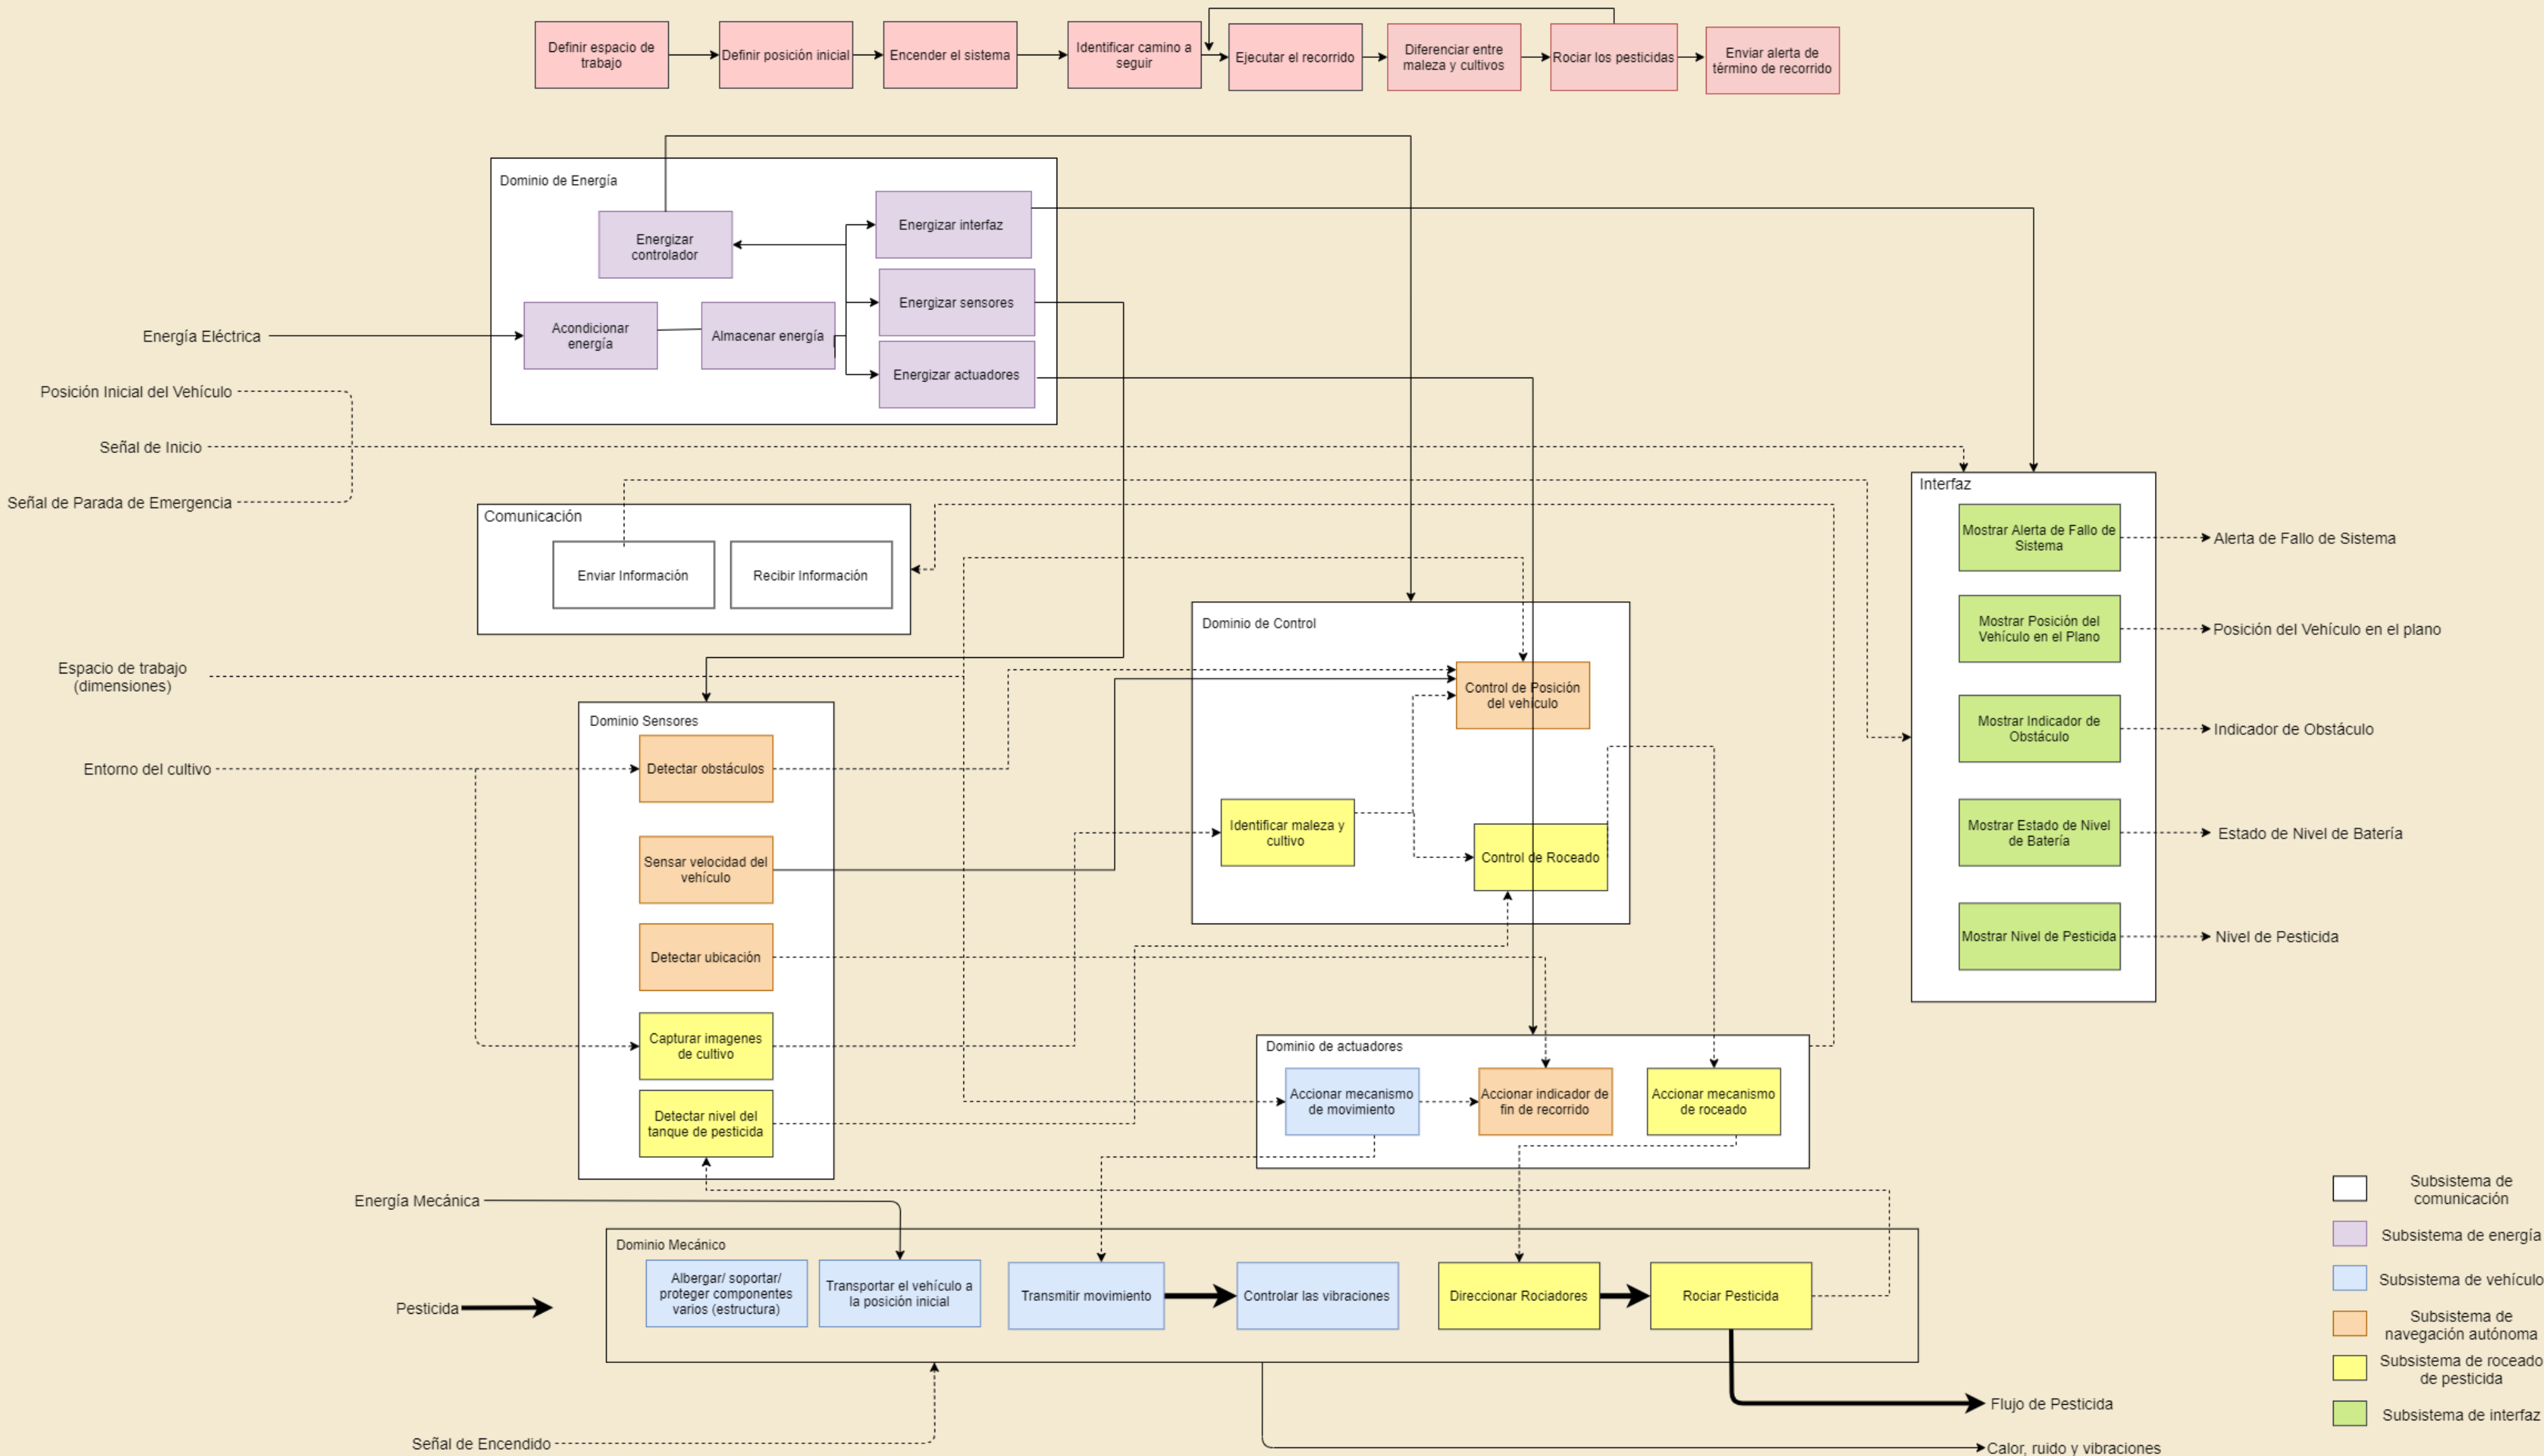 Definir espacio de
trabajo
Definir posición inicial
Encender el sistema
Identificar camino a
seguir
Ejecutar el recorrido
Diferenciar entre
maleza y cultivos
Rociar los pesticidas
Enviar alerta de
término de recorrido
Dominio de Energía
Energizar
controlador
Energizar interfaz
Energizar sensores
Acondicionar
energía
Almacenar energía
Energizar actuadores
Energía Eléctrica
Posición Inicial del Vehículo
Señal de Inicio
Señal de Parada de Emergencia
Comunicación
Enviar Información
Recibir Información
Interfaz
Mostrar Alerta de Fallo de
Sistema
Alerta de Fallo de Sistema
Mostrar Posición del
Vehículo en el Plano
Posición del Vehículo en el plano
Mostrar Indicador de
Obstáculo
Indicador de Obstáculo
Mostrar Estado de Nivel
de Batería
Estado de Nivel de Batería
Mostrar Nivel de Pesticida
Nivel de Pesticida
Dominio de Control
Control de Posición
del vehículo
Identificar maleza y
cultivo
Control de Roceado
Espacio de trabajo
(dimensiones)
Entorno del cultivo
Dominio Sensores
Detectar obstáculos
Sensar velocidad del
vehículo
Detectar ubicación
Capturar imagenes
de cultivo
Detectar nivel del
tanque de pesticida
Dominio de actuadores
Accionar mecanismo
de movimiento
Accionar indicador de
fin de recorrido
Accionar mecanismo
de roceado
Energía Mecánica
Pesticida
Señal de Encendido
Dominio Mecánico
Albergar/ soportar/
proteger componentes
varios (estructura)
Transportar el vehículo a
la posición inicial
Transmitir movimiento
Controlar las vibraciones
Direccionar Rociadores
Rociar Pesticida
Flujo de Pesticida
Calor, ruido y vibraciones
Subsistema de
comunicación
Subsistema de energía
Subsistema de vehículo
Subsistema de
navegación autónoma
Subsistema de roceado
de pesticida
Subsistema de interfaz